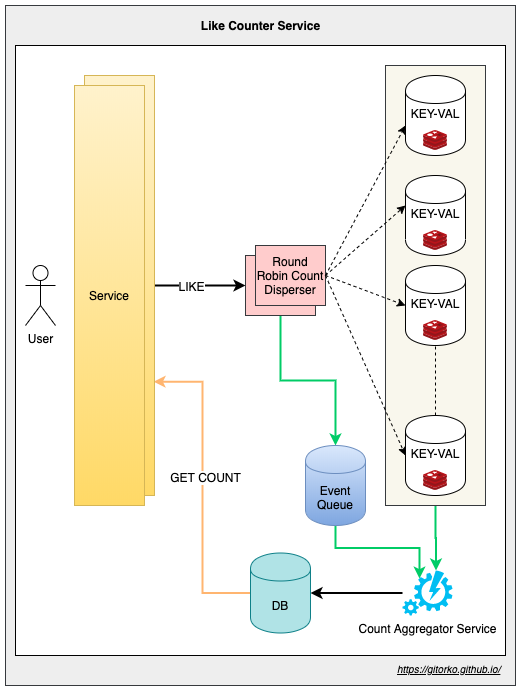 Like Counter Service
KEY-VAL
KEY-VAL
Round
Robin Count
Disperser
User
Service
LIKE
KEY-VAL
KEY-VAL
GET COUNT
Event
Queue
DB
Count Aggregator Service
https://gitorko.github.io/